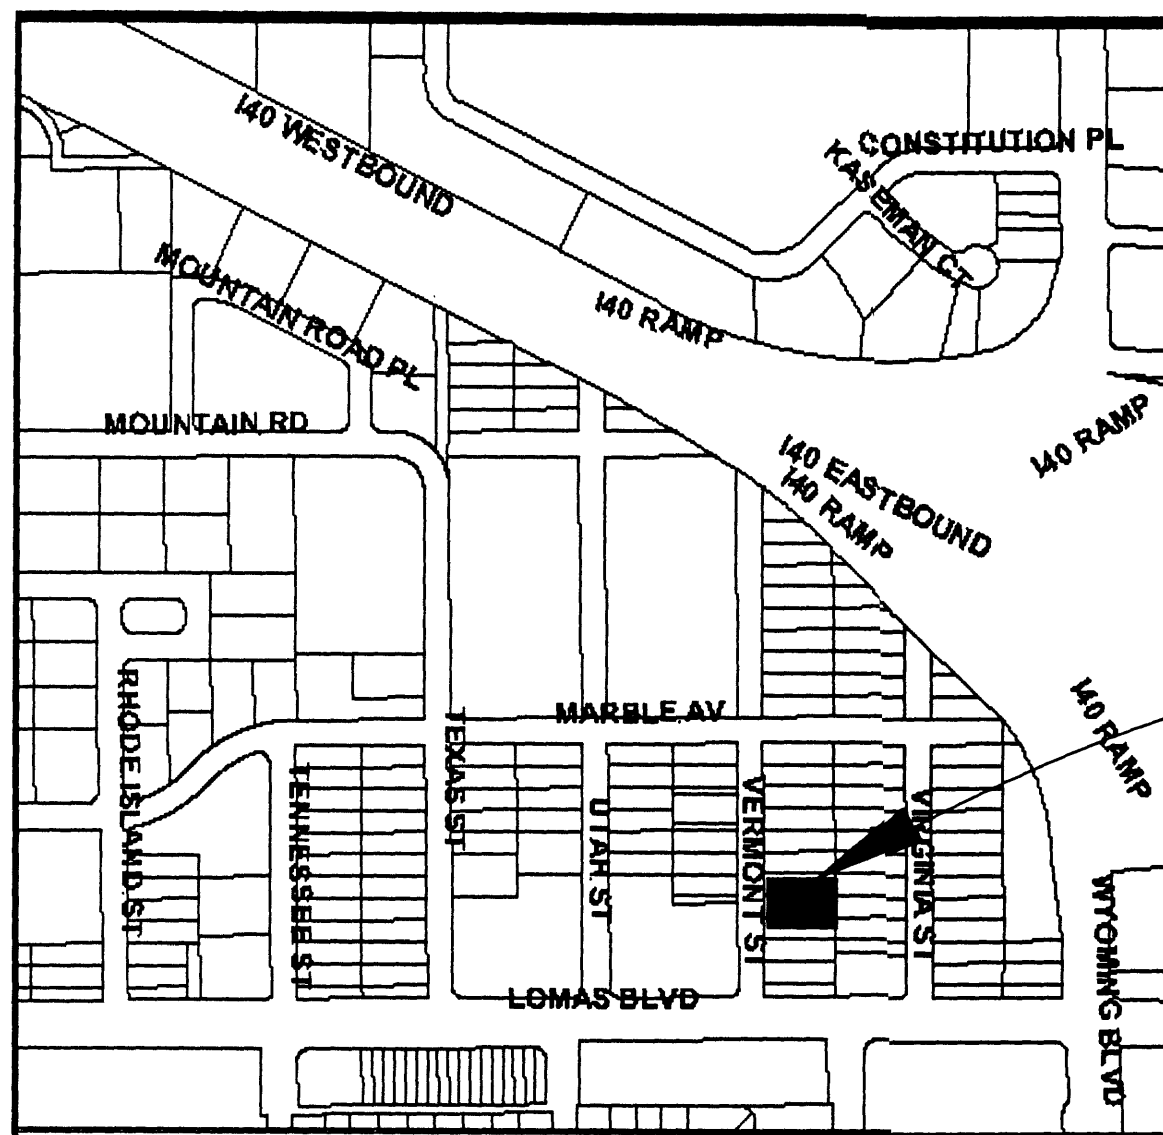 I40 WESTBOUND
CONSTITUTION PL
KASEMAN CT
MOUNTAIN ROAD PL
I40 RAMP
MOUNTAIN RD
I40 RAMP
I40 EASTBOUND
I40 RAMP
I40 RAMP
MARBLE AV
RHODE ISLAND ST
TENNESSEE ST
TEXAS ST
UTAH ST
VERMONT ST
VIRGINIA ST
WYOMING BLVD
LOMAS BLVD